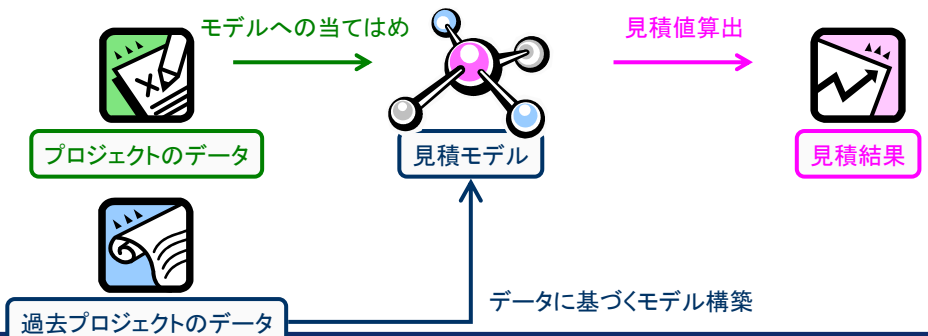 モデルへの当てはめ
見積値算出
プロジェクトのデータ
見積モデル
見積結果
データに基づくモデル構築
過去プロジェクトのデータ